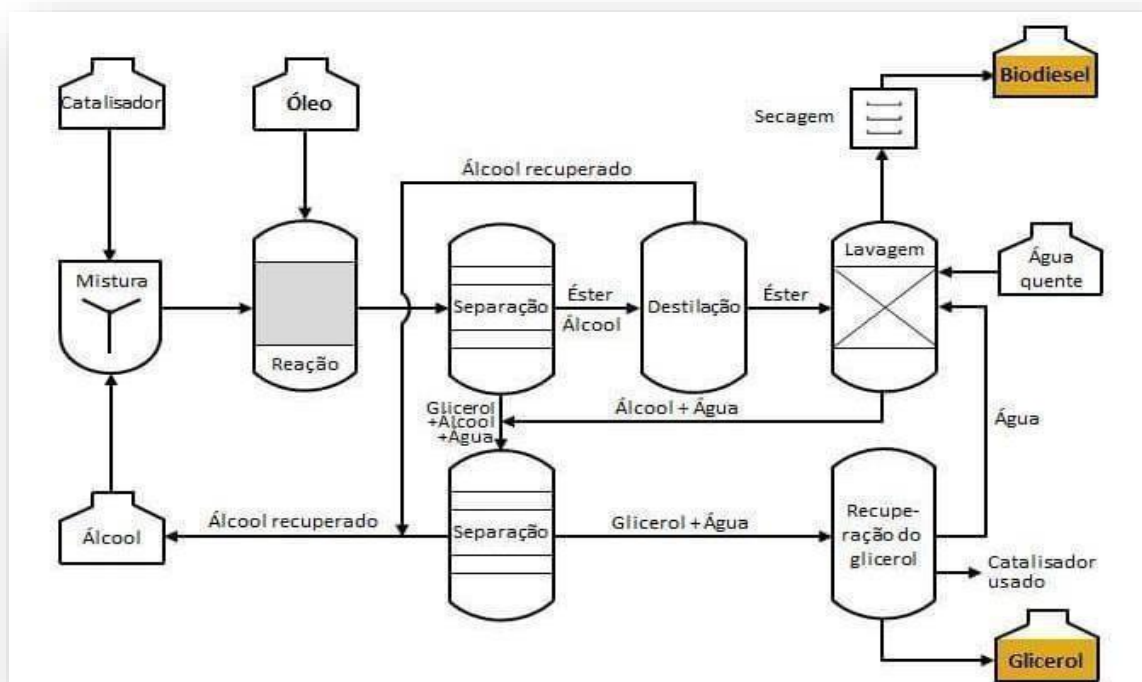 Catalisador
Óleo
Biodiesel
Secagem
Álcool recuperado
Mistura
Reação
Separação
Éster
Álcool
Destilação
Éster
Lavagem
Água
quente
Glicerol
+Álcool
+Água
Álcool + Água
Água
Álcool
Álcool recuperado
Separação
Glicerol + Água
Recupe-
ração do
glicerol
Catalisador
usado
Glicerol